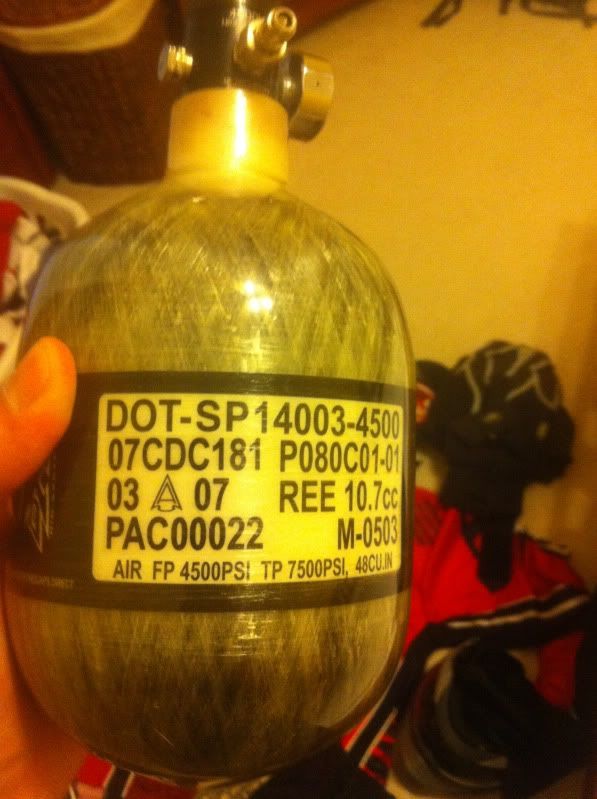 DOT-SP14003-4500
07CDC181 P080C01-01
03 A 07 REE 10.7cc
PAC00022 M-0503
AIR FP 4500PSI TP 7500PSI, 48CU.IN